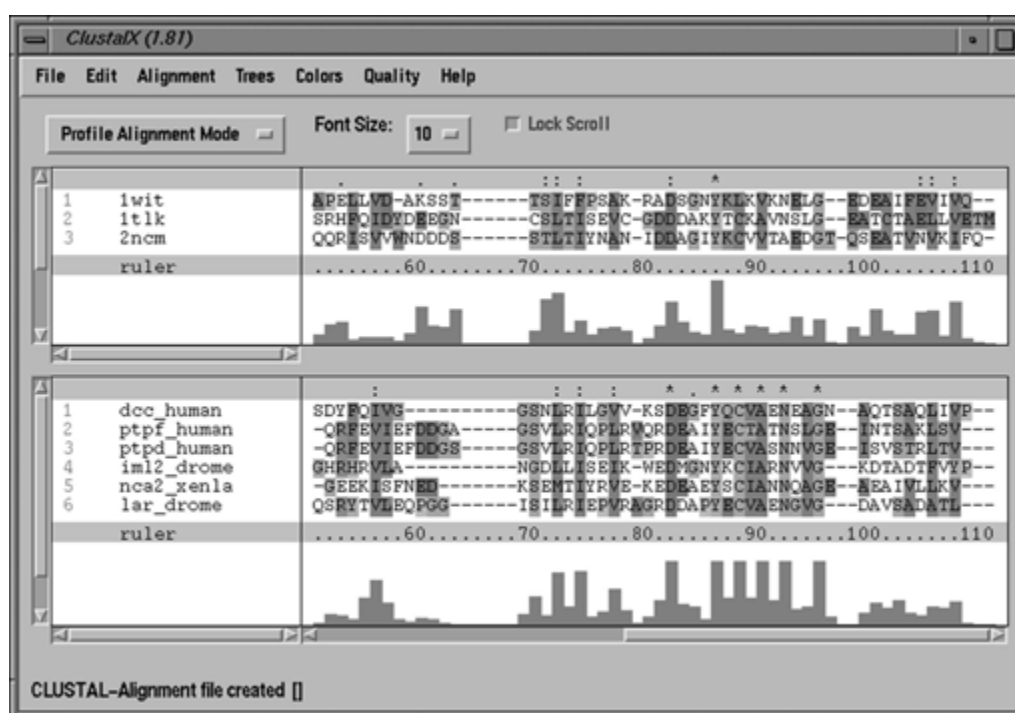 ClustalX (1.81)
File Edit Alignment Trees Colors Quality Help
Profile Alignment Mode Font Size: 10 Lock Scroll
1 1wit APELLVD-AKSST------TSIFFPSAK-RADSGNYKLKVKNELG--EDEAIFEVIVQ--
2 1tlk SRHFQIDYDEEGN------CSLTISEVC-GDDDAKYTCKAVNSLG--EATCTAELLVETM
3 2ncm QQRISVVWNDDDS------STLTIYNAN-IDDAGIYKCVVTAEDGT-QSEATVNVKIFQ-
ruler ........60........70........80........90........100.......110
1 dcc_human SDYFQIVG----------GSNLRILGVV-KSDEGFYQCVAENEAGN--AQTSAQLIVP--
2 ptpf_human -QRFEVIEFDDGA-----GSVLRIQPLRVQRDEAIYECTATNSLGE--INTSAKLSV---
3 ptpd_human -QRFEVIEFDDGS-----GSVLRIQPLRTPRDEAIYECVASNNVGE--ISVSTRLTV---
4 iml2_drome GHRHRVLA----------NGDLLISEIK-WEDMGNYKCIARNVVG---KDTADTFVYP--
5 nca2_xenla -GEEKISFNED-------KSEMTIYRVE-KEDEAEYSCIANNQAGE--AEAIVLLKV---
6 lar_drome QSRYTVLEQPGG------ISILRIEPVRAGRDDAPYECVAENGVG---DAVSADATL---
ruler ........60........70........80........90........100.......110
CLUSTAL-Alignment file created []